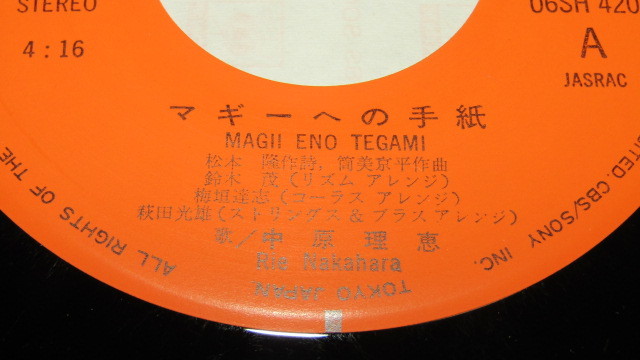 STEREO
06SH 420
4:16
A
JASRAC
マギーへの手紙
MAGII ENO TEGAMI
松本 隆作詩、筒美京平作曲
鈴木 茂(リズム アレンジ)
梅垣達志(コーラス アレンジ)
萩田光雄(ストリングス & ブラスアレンジ)
歌/中原理恵
Rie Nakahara
ALL RIGHTS OF THE
TOKYO JAPAN
CBS/SONY INC.